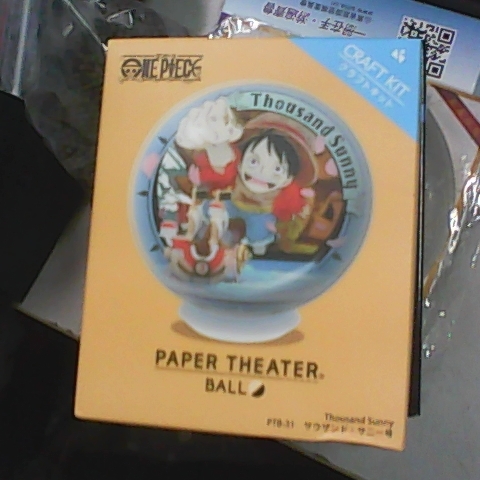 ONE PIECE
CRAFT KIT
クラフトキット
Thousand Sunny
PAPER THEATER®
BALL
PTB-31
Thousand Sunny
サウザンド・サニー号